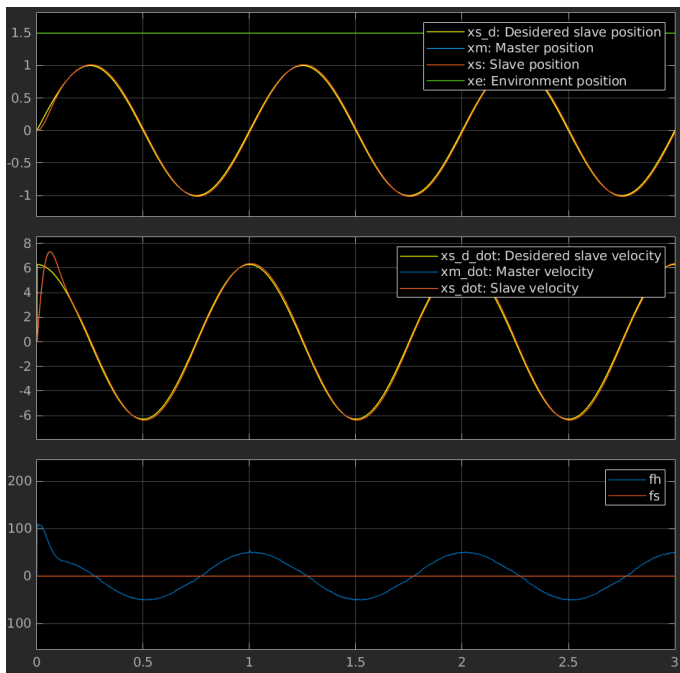 1.5
1
0.5
0
-0.5
-1
xs_d: Desidered slave position
xm: Master position
xs: Slave position
xe: Environment position
8
6
4
2
0
-2
-4
-6
xs_d_dot: Desidered slave velocity
xm_dot: Master velocity
xs_dot: Slave velocity
200
100
0
100
fh
fs
0 0.5 1 1.5 2 2.5 3